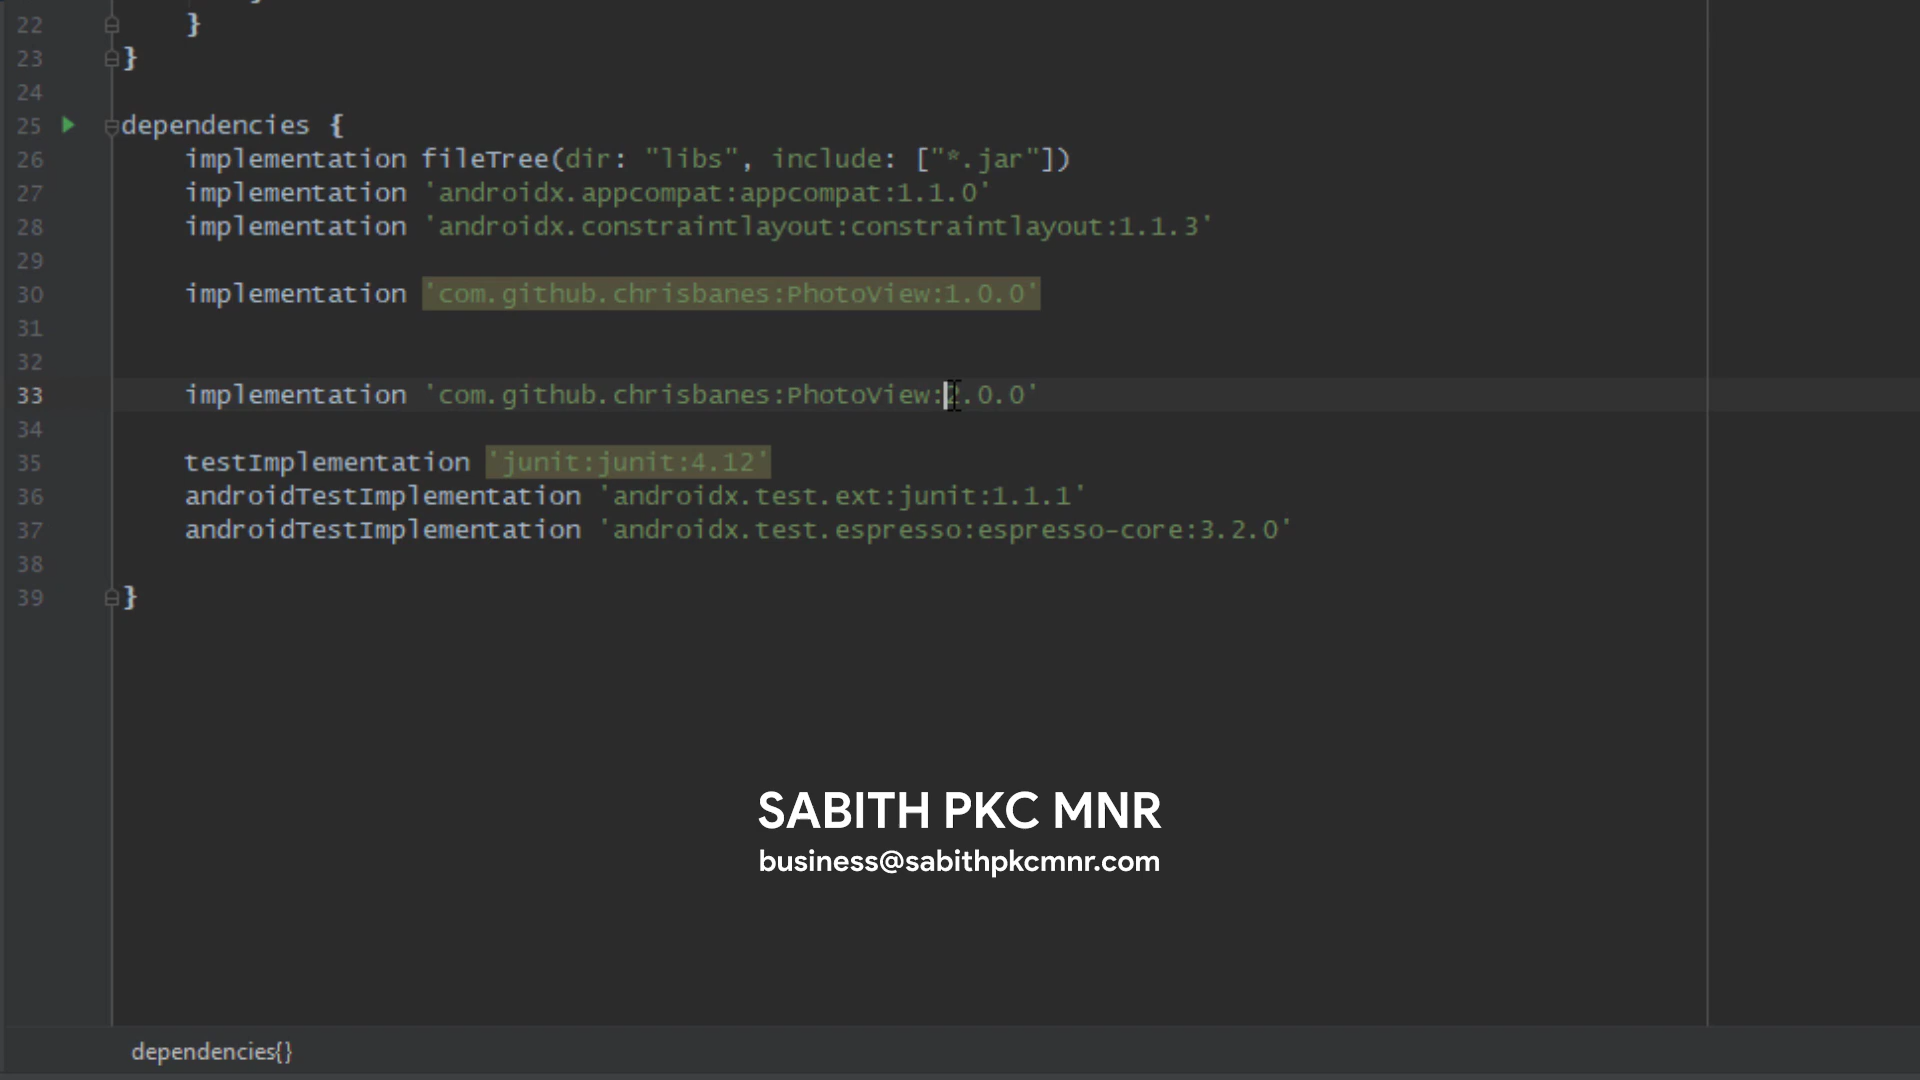 22 }
23 }
24
25 dependencies {
26 implementation fileTree(dir: "libs", include: ["*.jar"])
27 implementation 'androidx.appcompat:appcompat:1.1.0'
28 implementation 'androidx.constraintlayout:constraintlayout:1.1.3'
29
30 implementation 'com.github.chrisbanes:PhotoView:1.0.0'
31
32
33 implementation 'com.github.chrisbanes:PhotoView:2.0.0'
34
35 testImplementation 'junit:junit:4.12'
36 androidTestImplementation 'androidx.test.ext:junit:1.1.1'
37 androidTestImplementation 'androidx.test.espresso:espresso-core:3.2.0'
38
39 }
SABITH PKC MNR
business@sabithpkcmnr.com
dependencies{}